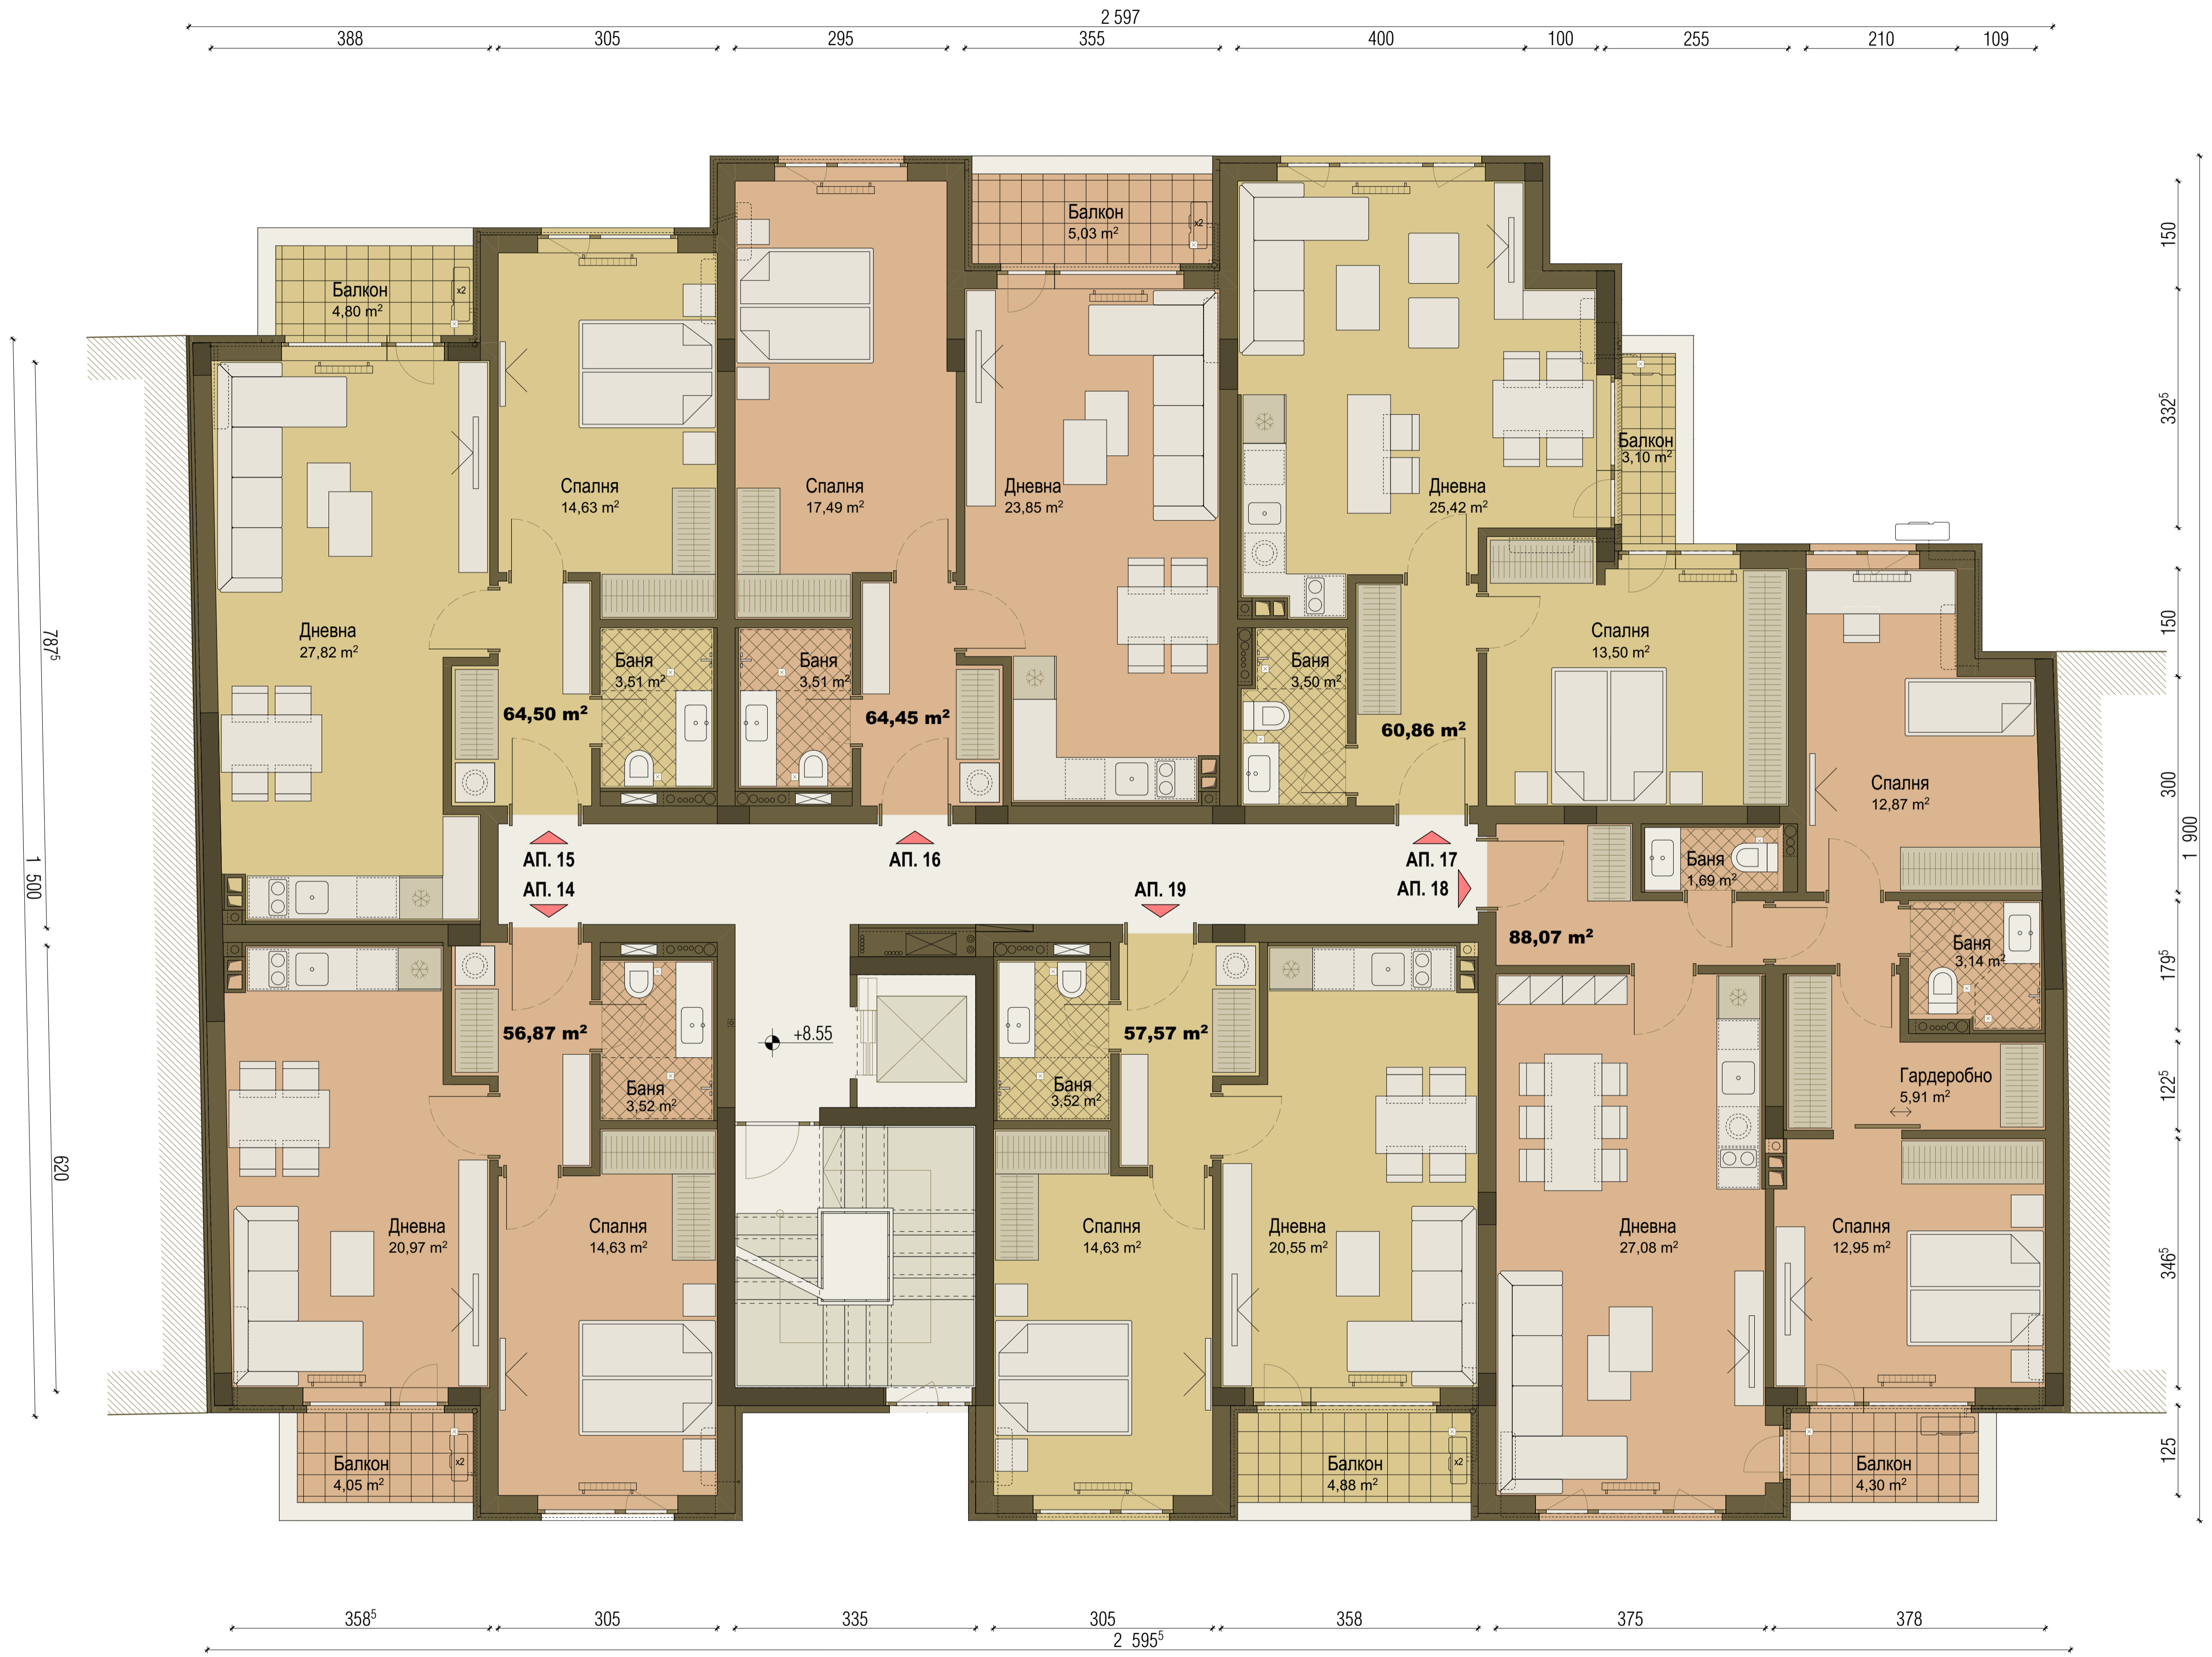 2 597
388 305 295 355 400 100 255 210 109
Балкон
5,03 m²
x2
150
Балкон
4,80 m²
x2
332⁵
Балкон
3,10 m²
Спалня
14,63 m²
Спалня
17,49 m²
Дневна
23,85 m²
Дневна
25,42 m²
Дневна
27,82 m²
Спалня
13,50 m²
150
787⁵
Баня
3,51 m²
Баня
3,51 m²
Баня
3,50 m²
64,50 m²
64,45 m²
60,86 m²
Спалня
12,87 m²
300
1 900
1 500
АП. 15
АП. 16
АП. 17
АП. 14
АП. 19
АП. 18
Баня
1,69 m²
88,07 m²
Баня
3,14 m²
179⁵
56,87 m²
+8.55
57,57 m²
Баня
3,52 m²
Баня
3,52 m²
Гардеробно
5,91 m²
122⁵
620
Дневна
20,97 m²
Спалня
14,63 m²
Спалня
14,63 m²
Дневна
20,55 m²
Дневна
27,08 m²
Спалня
12,95 m²
346⁵
Балкон
4,05 m²
x2
Балкон
4,88 m²
x2
Балкон
4,30 m²
125
358⁵ 305 335 305 358 375 378
2 595⁵